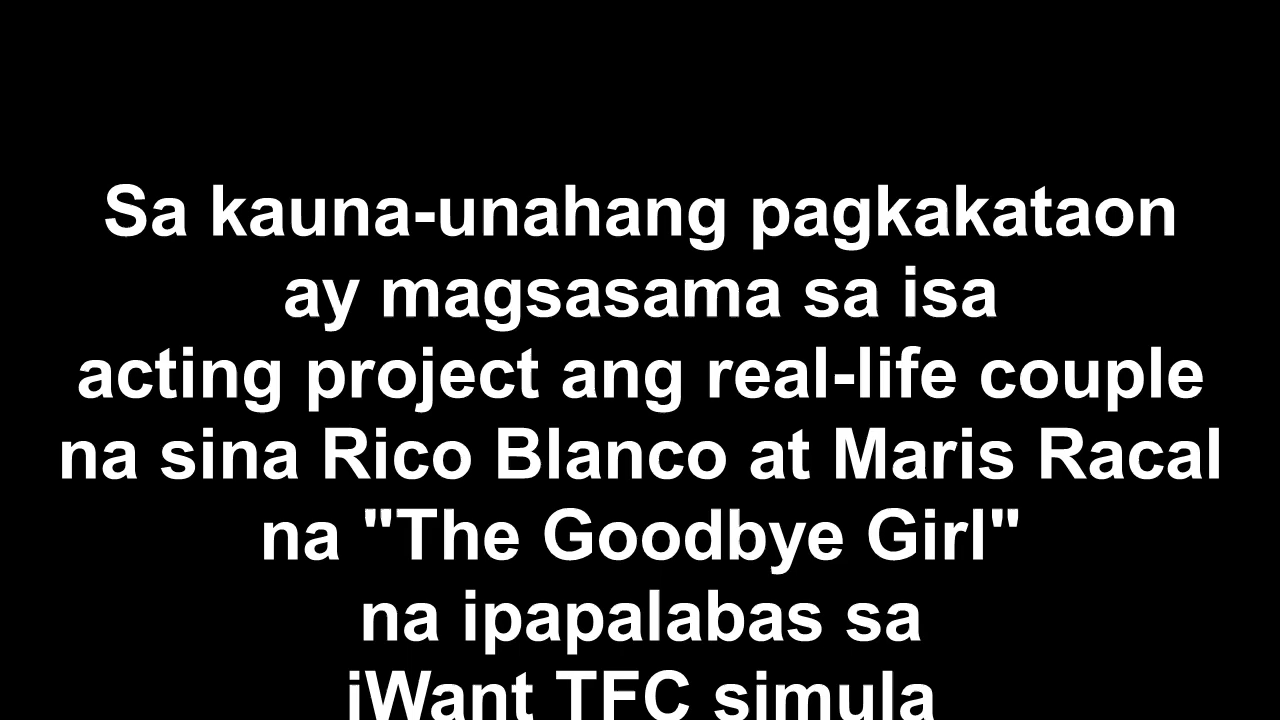 Sa kauna-unahang pagkakataon
ay magsasama sa isa
acting project ang real-life couple
na sina Rico Blanco at Maris Racal
na "The Goodbye Girl"
na ipapalabas sa
iWant TFC simula